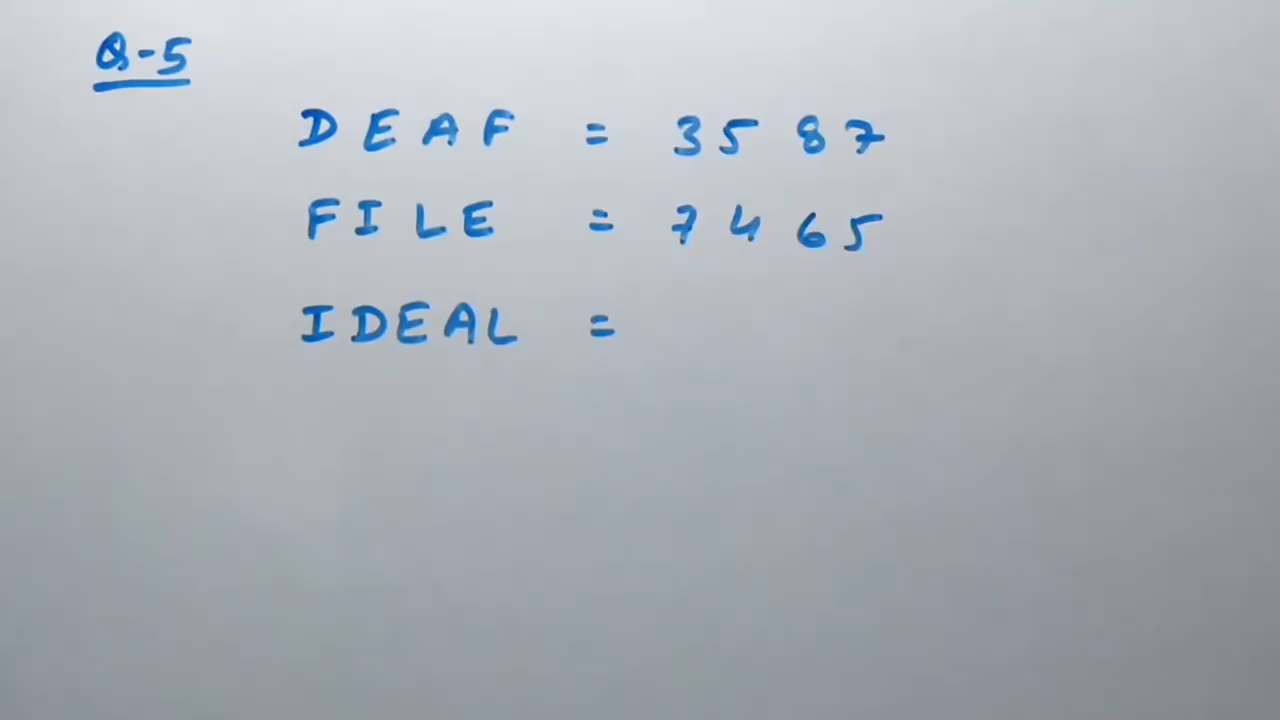 Q-5
DEAF = 3587
FILE = 7465
IDEAL =